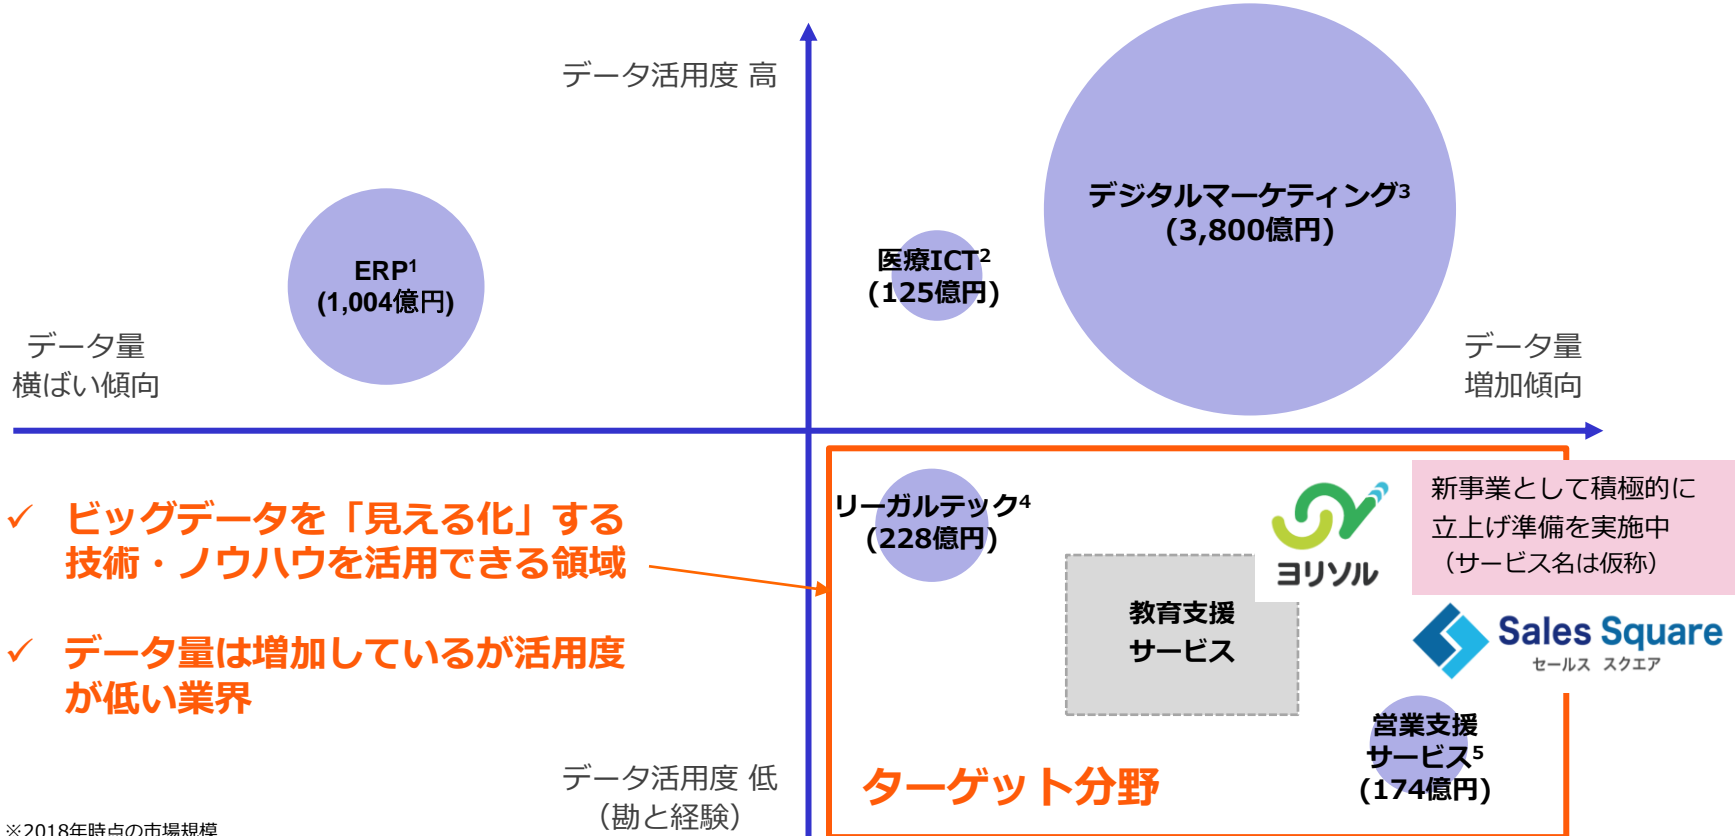 データ活用度 高
デジタルマーケティング3
(3,800億円)
医療ICT2
(125億円)
ERP1
(1,004億円)
データ量
横ばい傾向
データ量
増加傾向
✓ ビッグデータを「見える化」する
技術・ノウハウを活用できる領域
✓ データ量は増加しているが活用度
が低い業界
リーガルテック4
(228億円)
ヨリソル
新事業として積極的に
立上げ準備を実施中
（サービス名は仮称）
教育支援
サービス
Sales Square
セールス スクエア
営業支援
サービス5
(174億円)
ターゲット分野
データ活用度 低
（勘と経験）
※2018年時点の市場規模